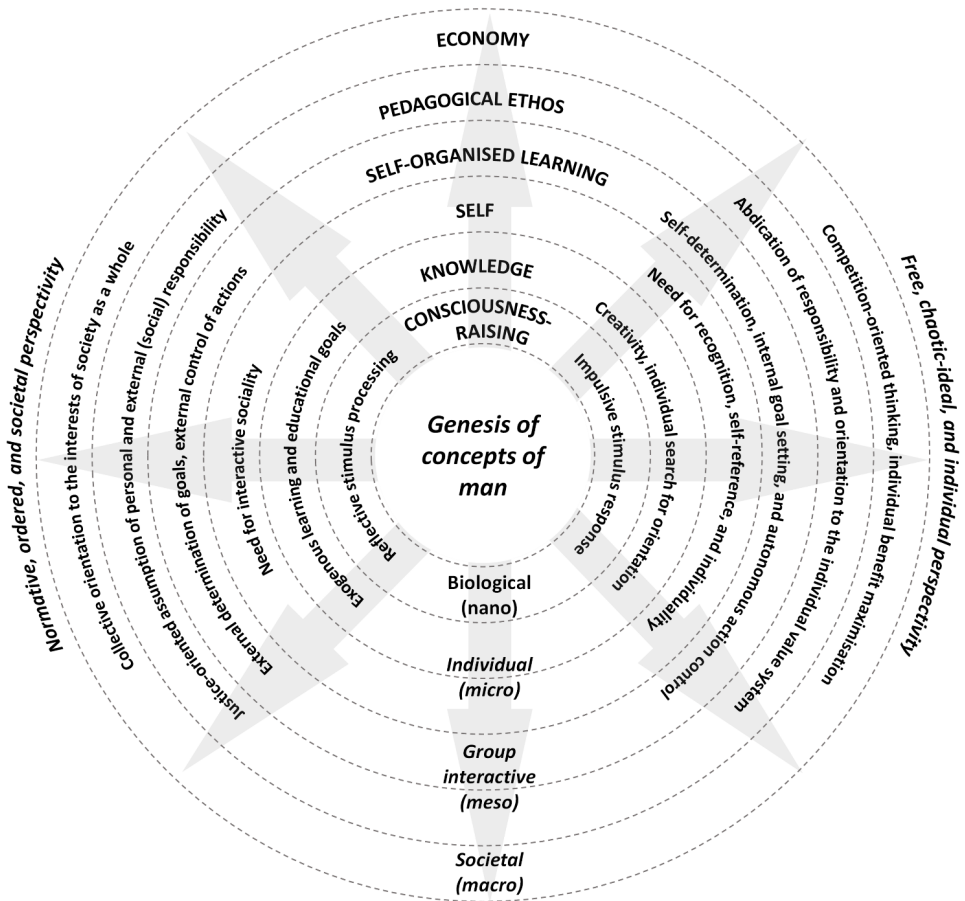 ECONOMY
PEDAGOGICAL ETHOS
SELF-ORGANISED LEARNING
SELF
KNOWLEDGE
CONSCIOUSNESS-
RAISING
Genesis of
concepts of
man
Normative, ordered, and societal perspectivity
Collective orientation to the interests of society as a whole
Justice-oriented assumption of personal and external (social) responsibility
External determination of goals, external control of actions
Need for interactive sociality
Exogenous learning and educational goals
Reflective stimulus processing
Impulsive stimulus response
Creativity, individual search for orientation
Need for recognition, self-reference, and individuality
Self-determination, internal goal setting, and autonomous action control
Abdication of responsibility and orientation to the individual value system
Competition-oriented thinking, individual benefit maximisation
Free, chaotic-ideal, and individual perspectivity
Biological
(nano)
Individual
(micro)
Group
interactive
(meso)
Societal
(macro)